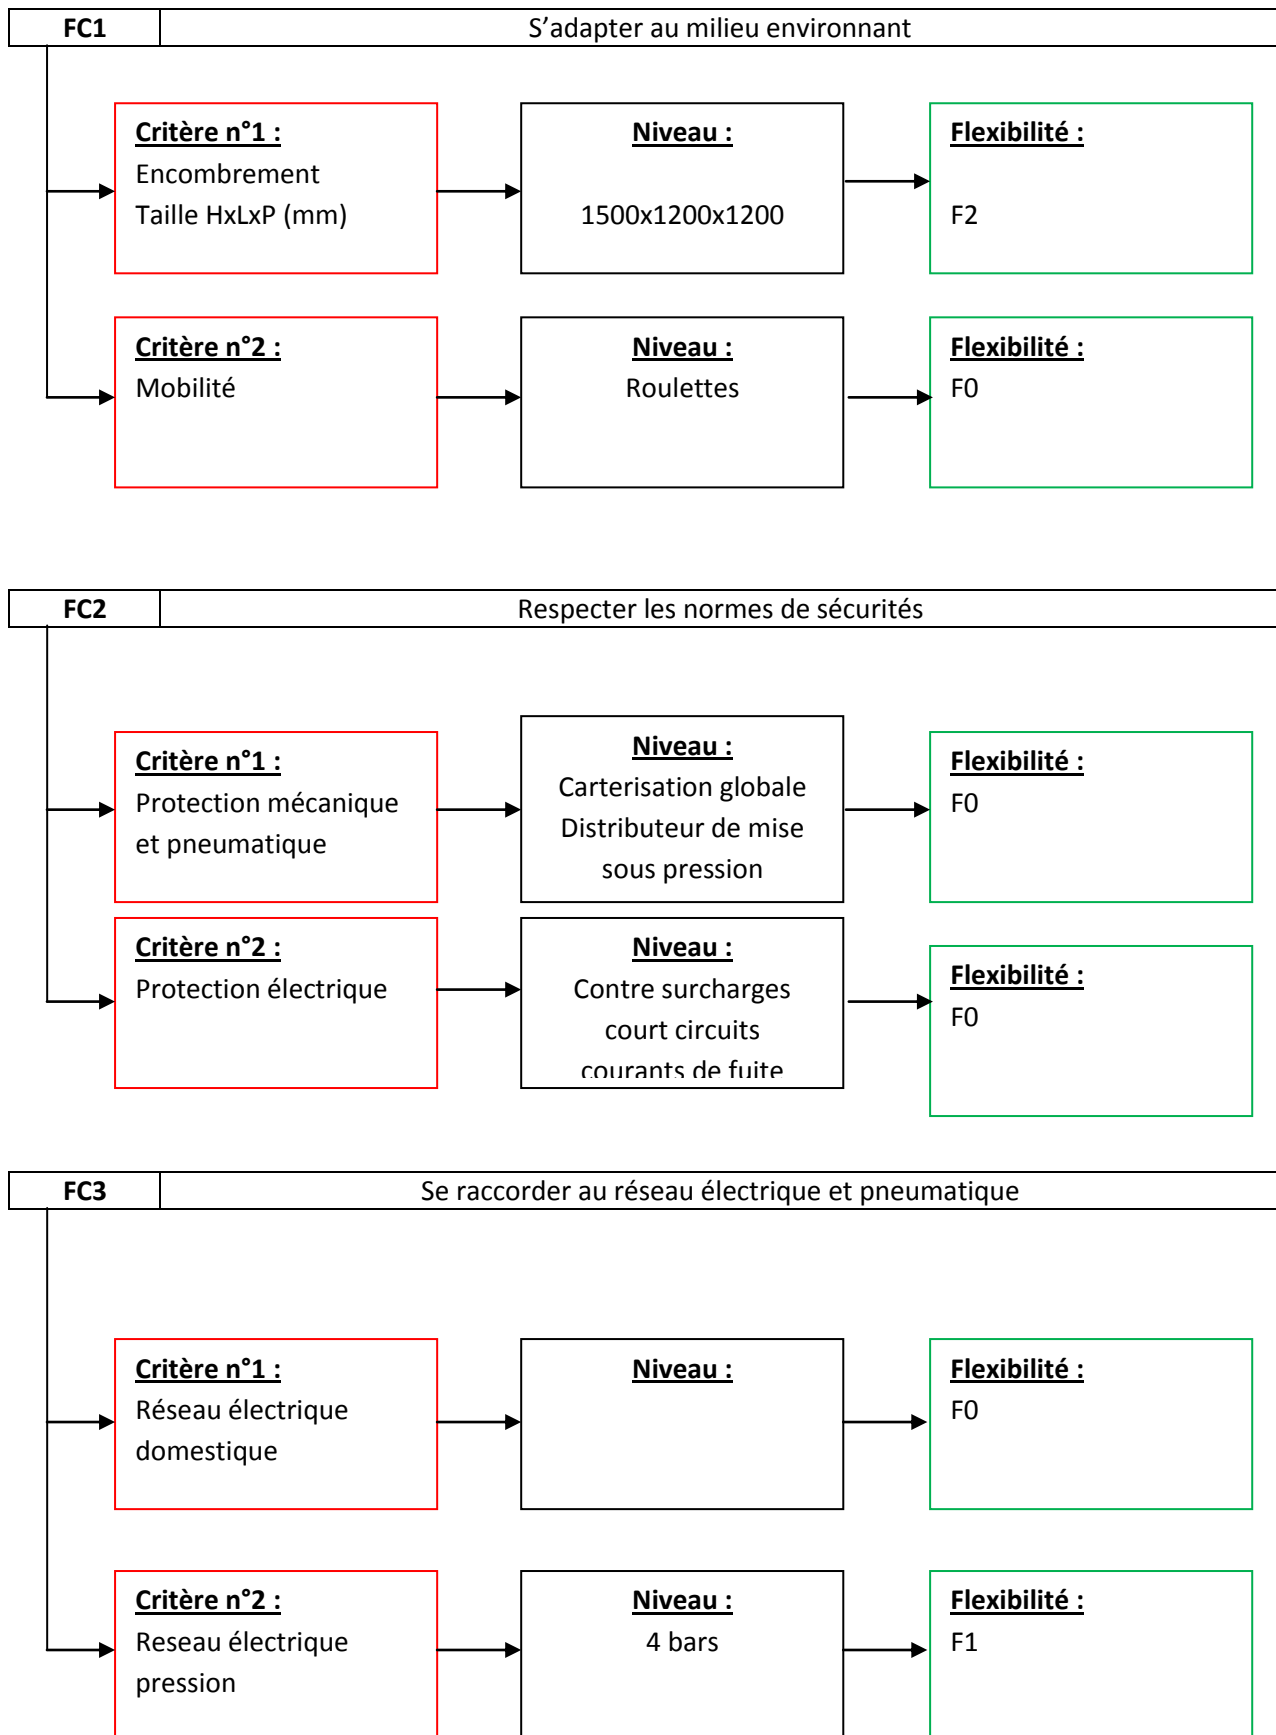 FC1 S’adapter au milieu environnant
Critère n°1 :
Encombrement
Taille HxLxP (mm)
Niveau :
1500x1200x1200
Flexibilité :
F2
Critère n°2 :
Mobilité
Niveau :
Roulettes
Flexibilité :
F0
FC2 Respecter les normes de sécurités
Critère n°1 :
Protection mécanique
et pneumatique
Niveau :
Carterisation globale
Distributeur de mise
sous pression
Flexibilité :
F0
Critère n°2 :
Protection électrique
Niveau :
Contre surcharges
court circuits
courants de fuite
Flexibilité :
F0
FC3 Se raccorder au réseau électrique et pneumatique
Critère n°1 :
Réseau électrique
domestique
Niveau :
Flexibilité :
F0
Critère n°2 :
Reseau électrique
pression
Niveau :
4 bars
Flexibilité :
F1